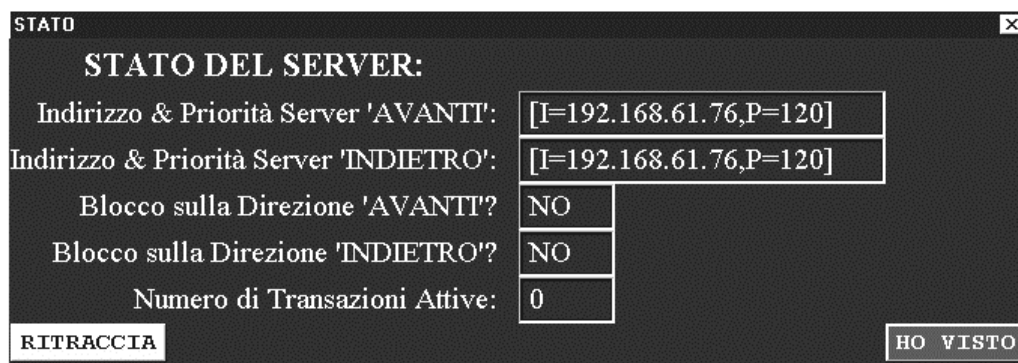 STATO
STATO DEL SERVER:
Indirizzo & Priorità Server 'AVANTI': [I=192.168.61.76,P=120]
Indirizzo & Priorità Server 'INDIETRO': [I=192.168.61.76,P=120]
Blocco sulla Direzione 'AVANTI'? NO
Blocco sulla Direzione 'INDIETRO'? NO
Numero di Transazioni Attive: 0
RITRACCIA HO VISTO